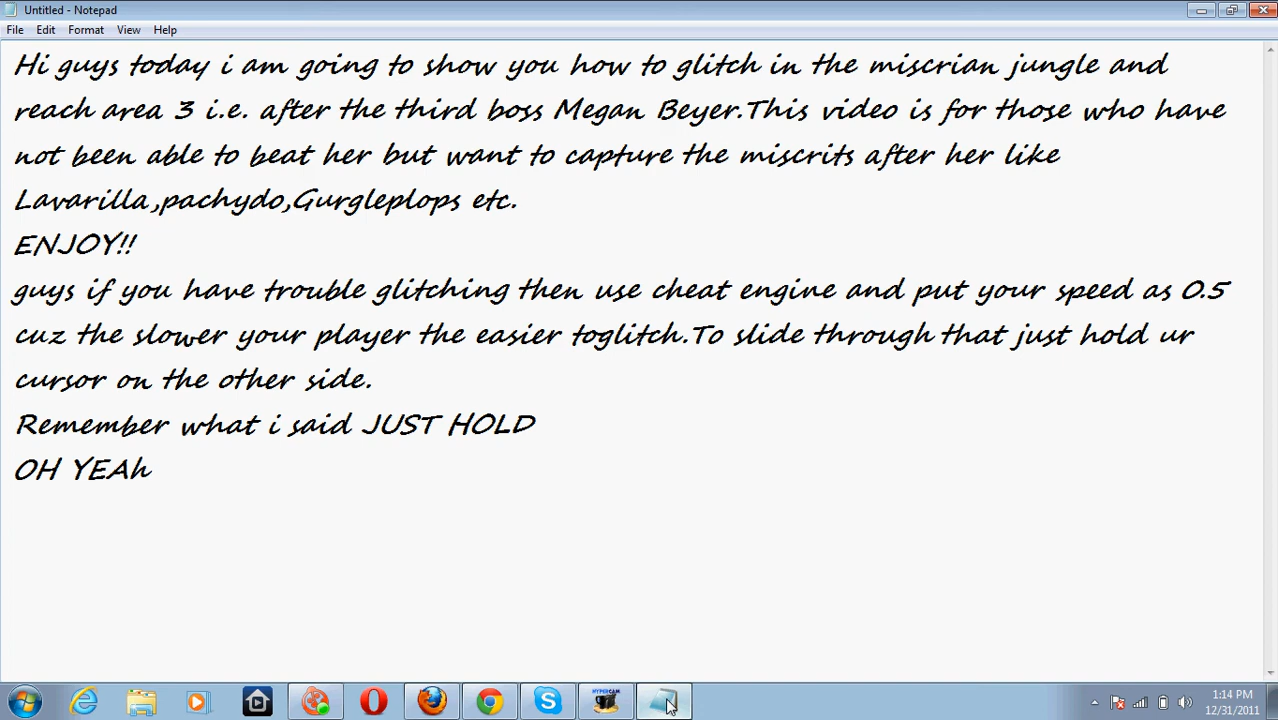 Untitled - Notepad
File Edit Format View Help
Hi guys today i am going to show you how to glitch in the miscrian jungle and
reach area 3 i.e. after the third boss Megan Beyer.This video is for those who have
not been able to beat her but want to capture the miscrits after her like
Lavarilla,pachydo,Gurgleplops etc.
ENJOY!!
guys if you have trouble glitching then use cheat engine and put your speed as 0.5
cuz the slower your player the easier toglitch.To slide through that just hold ur
cursor on the other side.
Remember what i said JUST HOLD
OH YEAh
HYPERCAM
1:14 PM
12/31/2011